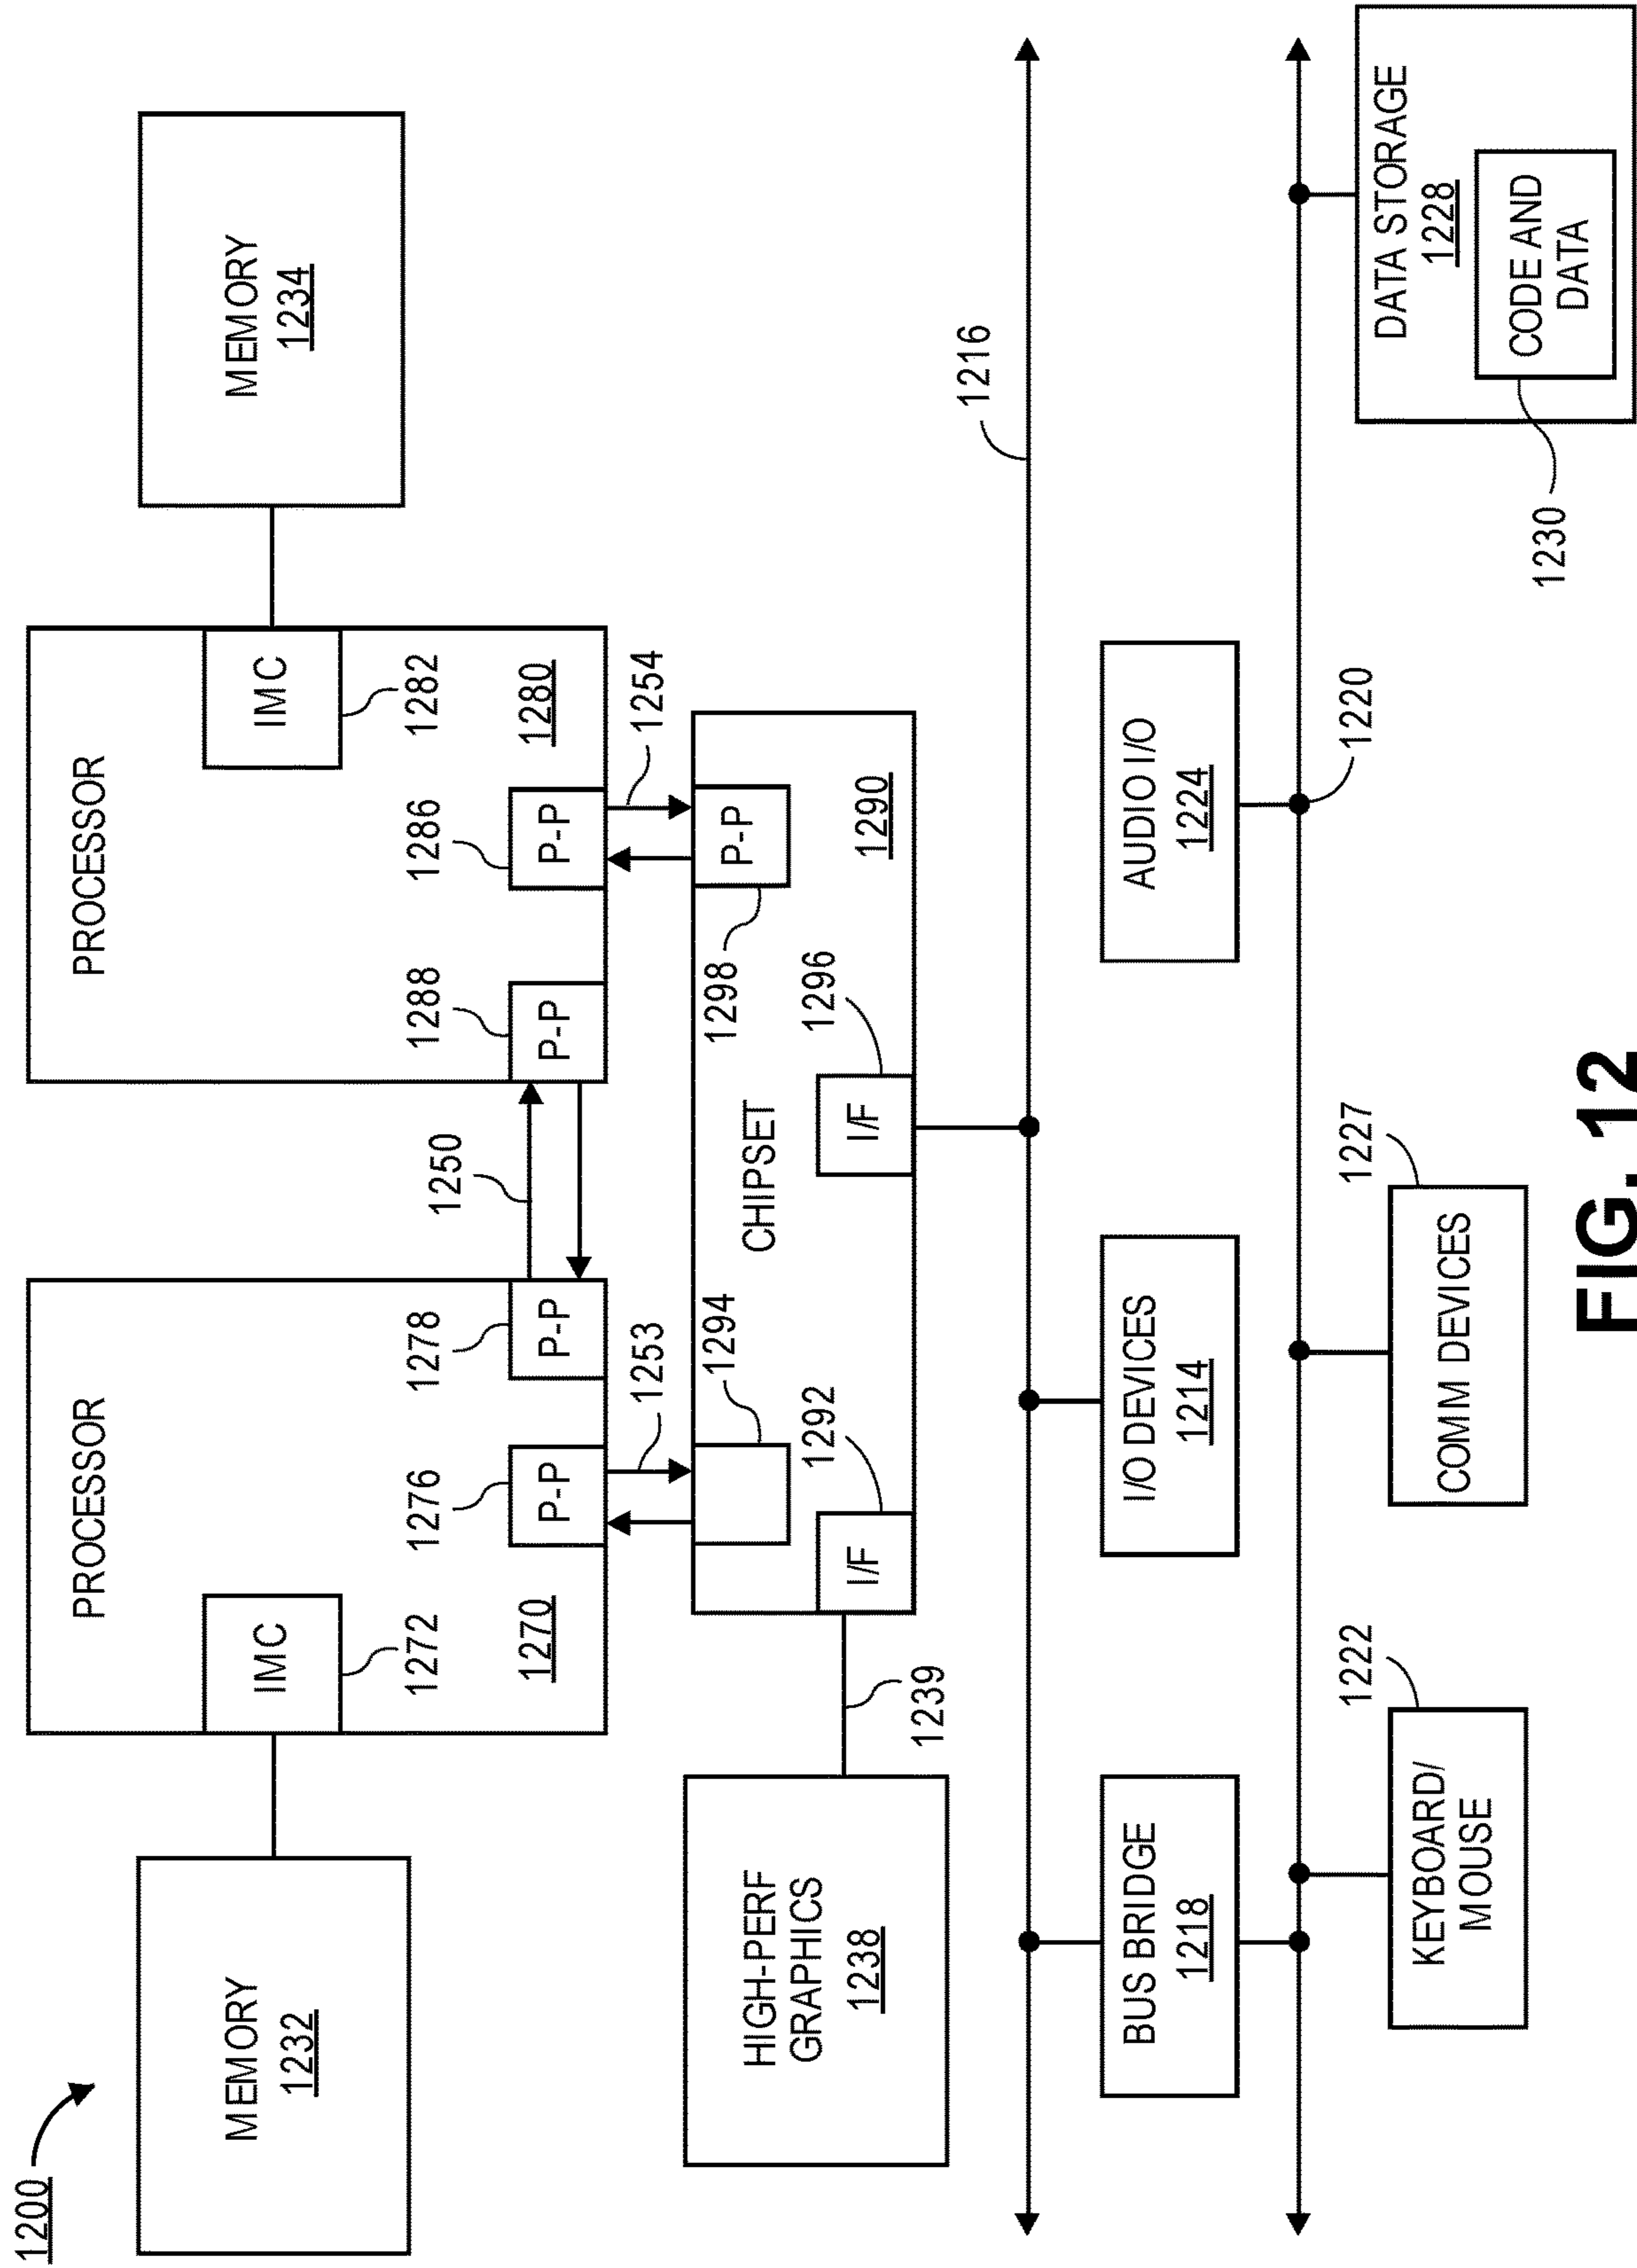 1200
PROCESSOR
PROCESSOR
MEMORY
1232
IMC
1272
1270
1276
P-P
1278
P-P
1250
1288
P-P
1286
P-P
IMC
1282
1280
MEMORY
1234
1253
1254
HIGH-PERF
GRAPHICS
1238
1239
I/F
1292
1294
CHIPSET
I/F
1296
P-P
1298
1290
1216
BUS BRIDGE
1218
I/O DEVICES
1214
AUDIO I/O
1224
1220
KEYBOARD/
MOUSE
1222
COMM DEVICES
1227
DATA STORAGE
1228
CODE AND
DATA
1230
FIG. 12